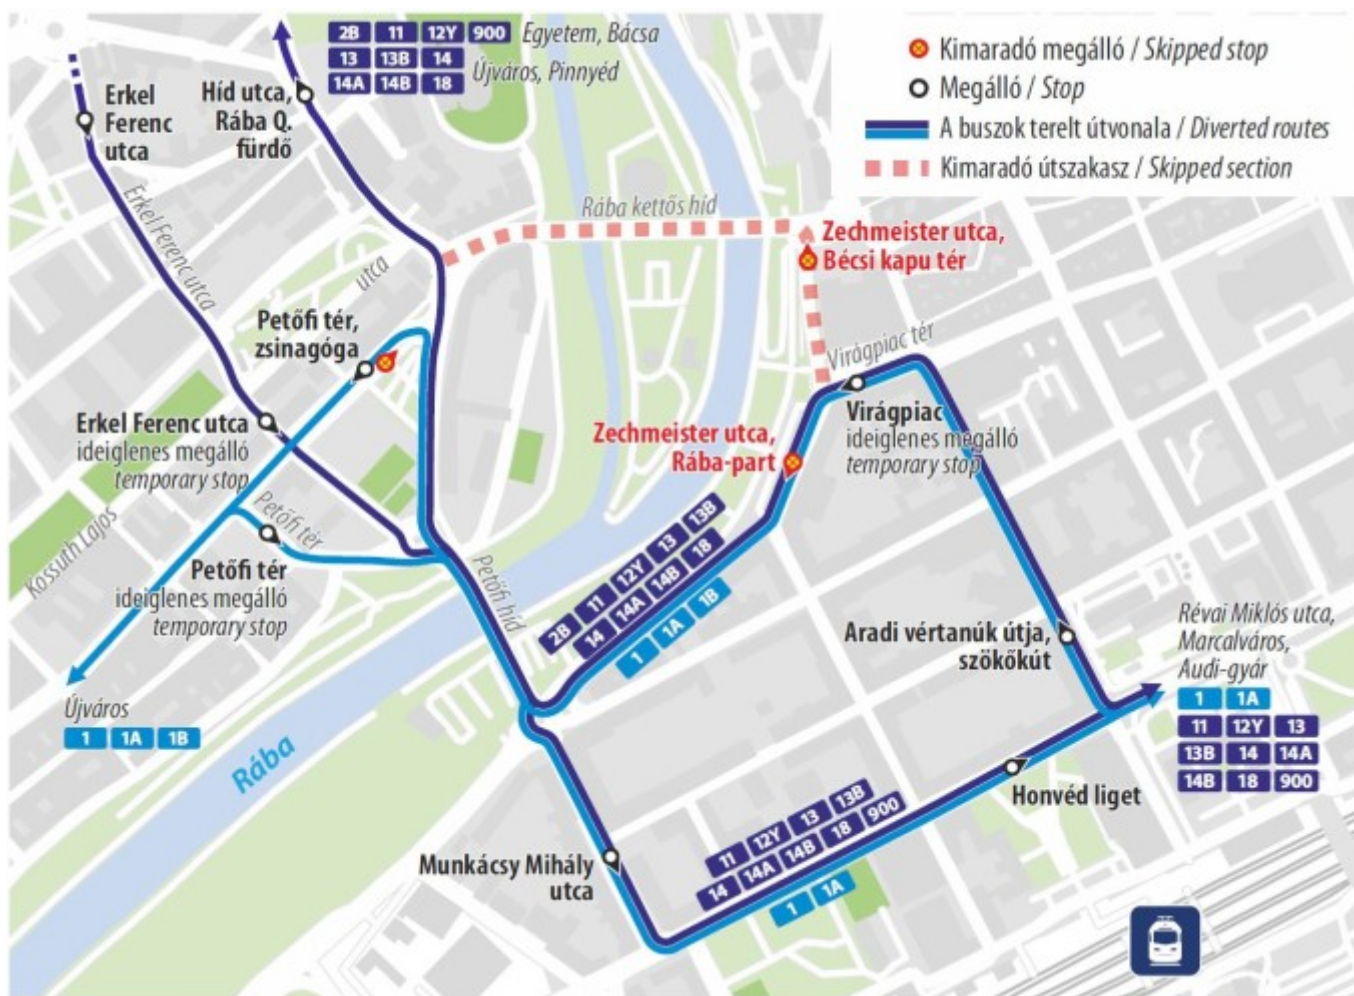 2B 11 12Y 900 Egyetem, Bácsa
13 13B 14
14A 14B 18
Újváros, Pinnyéd
Kimaradó megálló / Skipped stop
Megálló / Stop
A buszok terelt útvonala / Diverted routes
Kimaradó útszakasz / Skipped section
Erkel
Ferenc
utca
Híd utca,
Rába Q.
fürdő
Erkel Ferenc utca
utca
Rába kettős híd
Zechmeister utca,
Bécsi kapu tér
Petőfi tér,
zsinagóga
Virágpiac tér
Erkel Ferenc utca
ideiglenes megálló
temporary stop
Zechmeister utca,
Rába-part
Virágpiac
ideiglenes megálló
temporary stop
Kossuth Lajos
Petőfi tér
Petőfi tér
ideiglenes megálló
temporary stop
Petőfi híd
2B 11 12Y 13 13B
14 14A 14B 18
1 1A 1B
Aradi vértanúk útja,
szökőkút
Révai Miklós utca,
Marcalváros,
Audi-gyár
1 1A
11 12Y 13
13B 14 14A
14B 18 900
Újváros
1 1A 1B
Rába
Honvéd liget
11 12Y 13 13B
14 14A 14B 18 900
1 1A
Munkácsy Mihály
utca